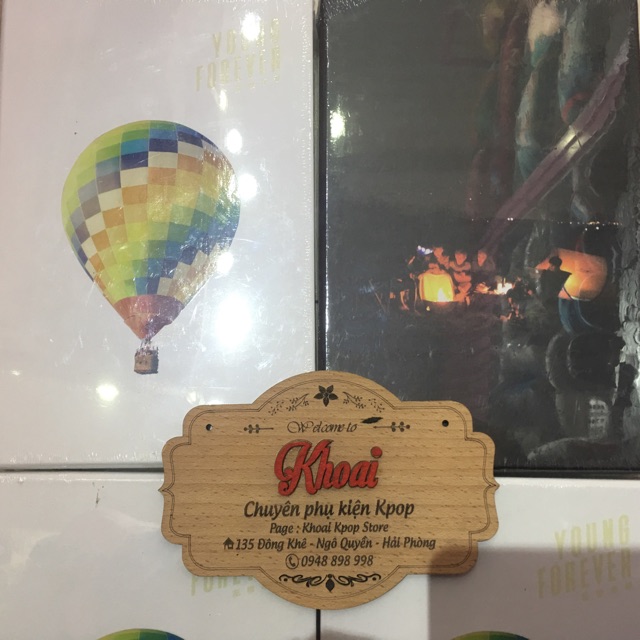 YOUNG
FOREVER
Welcome to
Khoai
Chuyên phụ kiện Kpop
Page : Khoai Kpop Store
135 Đông Khê - Ngô Quyền - Hải Phòng
0948 898 998
YOUNG
FOREVER
FOREVER